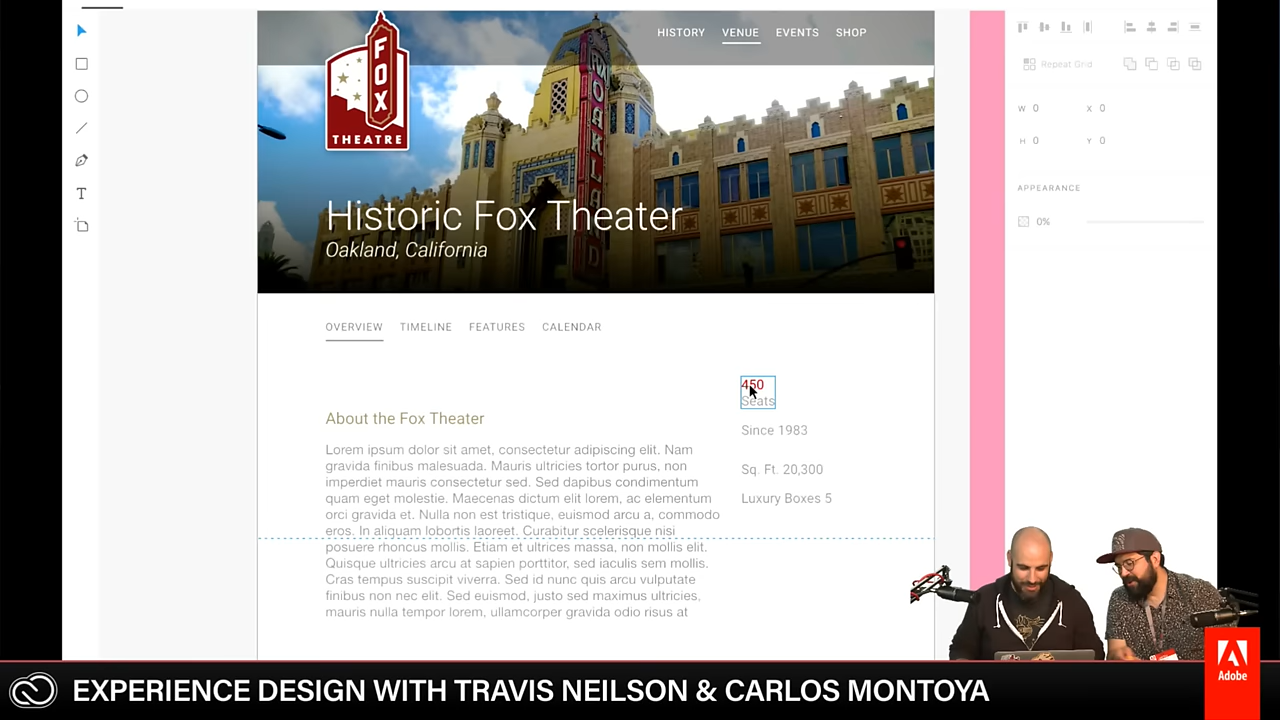 HISTORY VENUE EVENTS SHOP
FOX
THEATRE
OAKLAND
Historic Fox Theater
Oakland, California
OVERVIEW TIMELINE FEATURES CALENDAR
450
Seats
Since 1983
Sq. Ft. 20,300
Luxury Boxes 5
About the Fox Theater
Lorem ipsum dolor sit amet, consectetur adipiscing elit. Nam
gravida finibus malesuada. Mauris ultricies tortor purus, non
imperdiet mauris consectetur sed. Sed dapibus condimentum
quam eget molestie. Maecenas dictum elit lorem, ac elementum
orci gravida et. Nulla non est tristique, euismod arcu a, commodo
eros. In aliquam lobortis laoreet. Curabitur scelerisque nisi
posuere rhoncus mollis. Etiam et ultrices massa, non mollis elit.
Quisque ultricies arcu at sapien porttitor, sed iaculis sem mollis.
Cras tempus suscipit viverra. Sed id nunc quis arcu vulputate
finibus non nec elit. Sed euismod, justo sed maximus ultricies,
mauris nulla tempor lorem, ullamcorper gravida odio risus at
T
Repeat Grid
W 0 X 0
H 0 Y 0
APPEARANCE
0%
EXPERIENCE DESIGN WITH TRAVIS NEILSON & CARLOS MONTOYA
Adobe